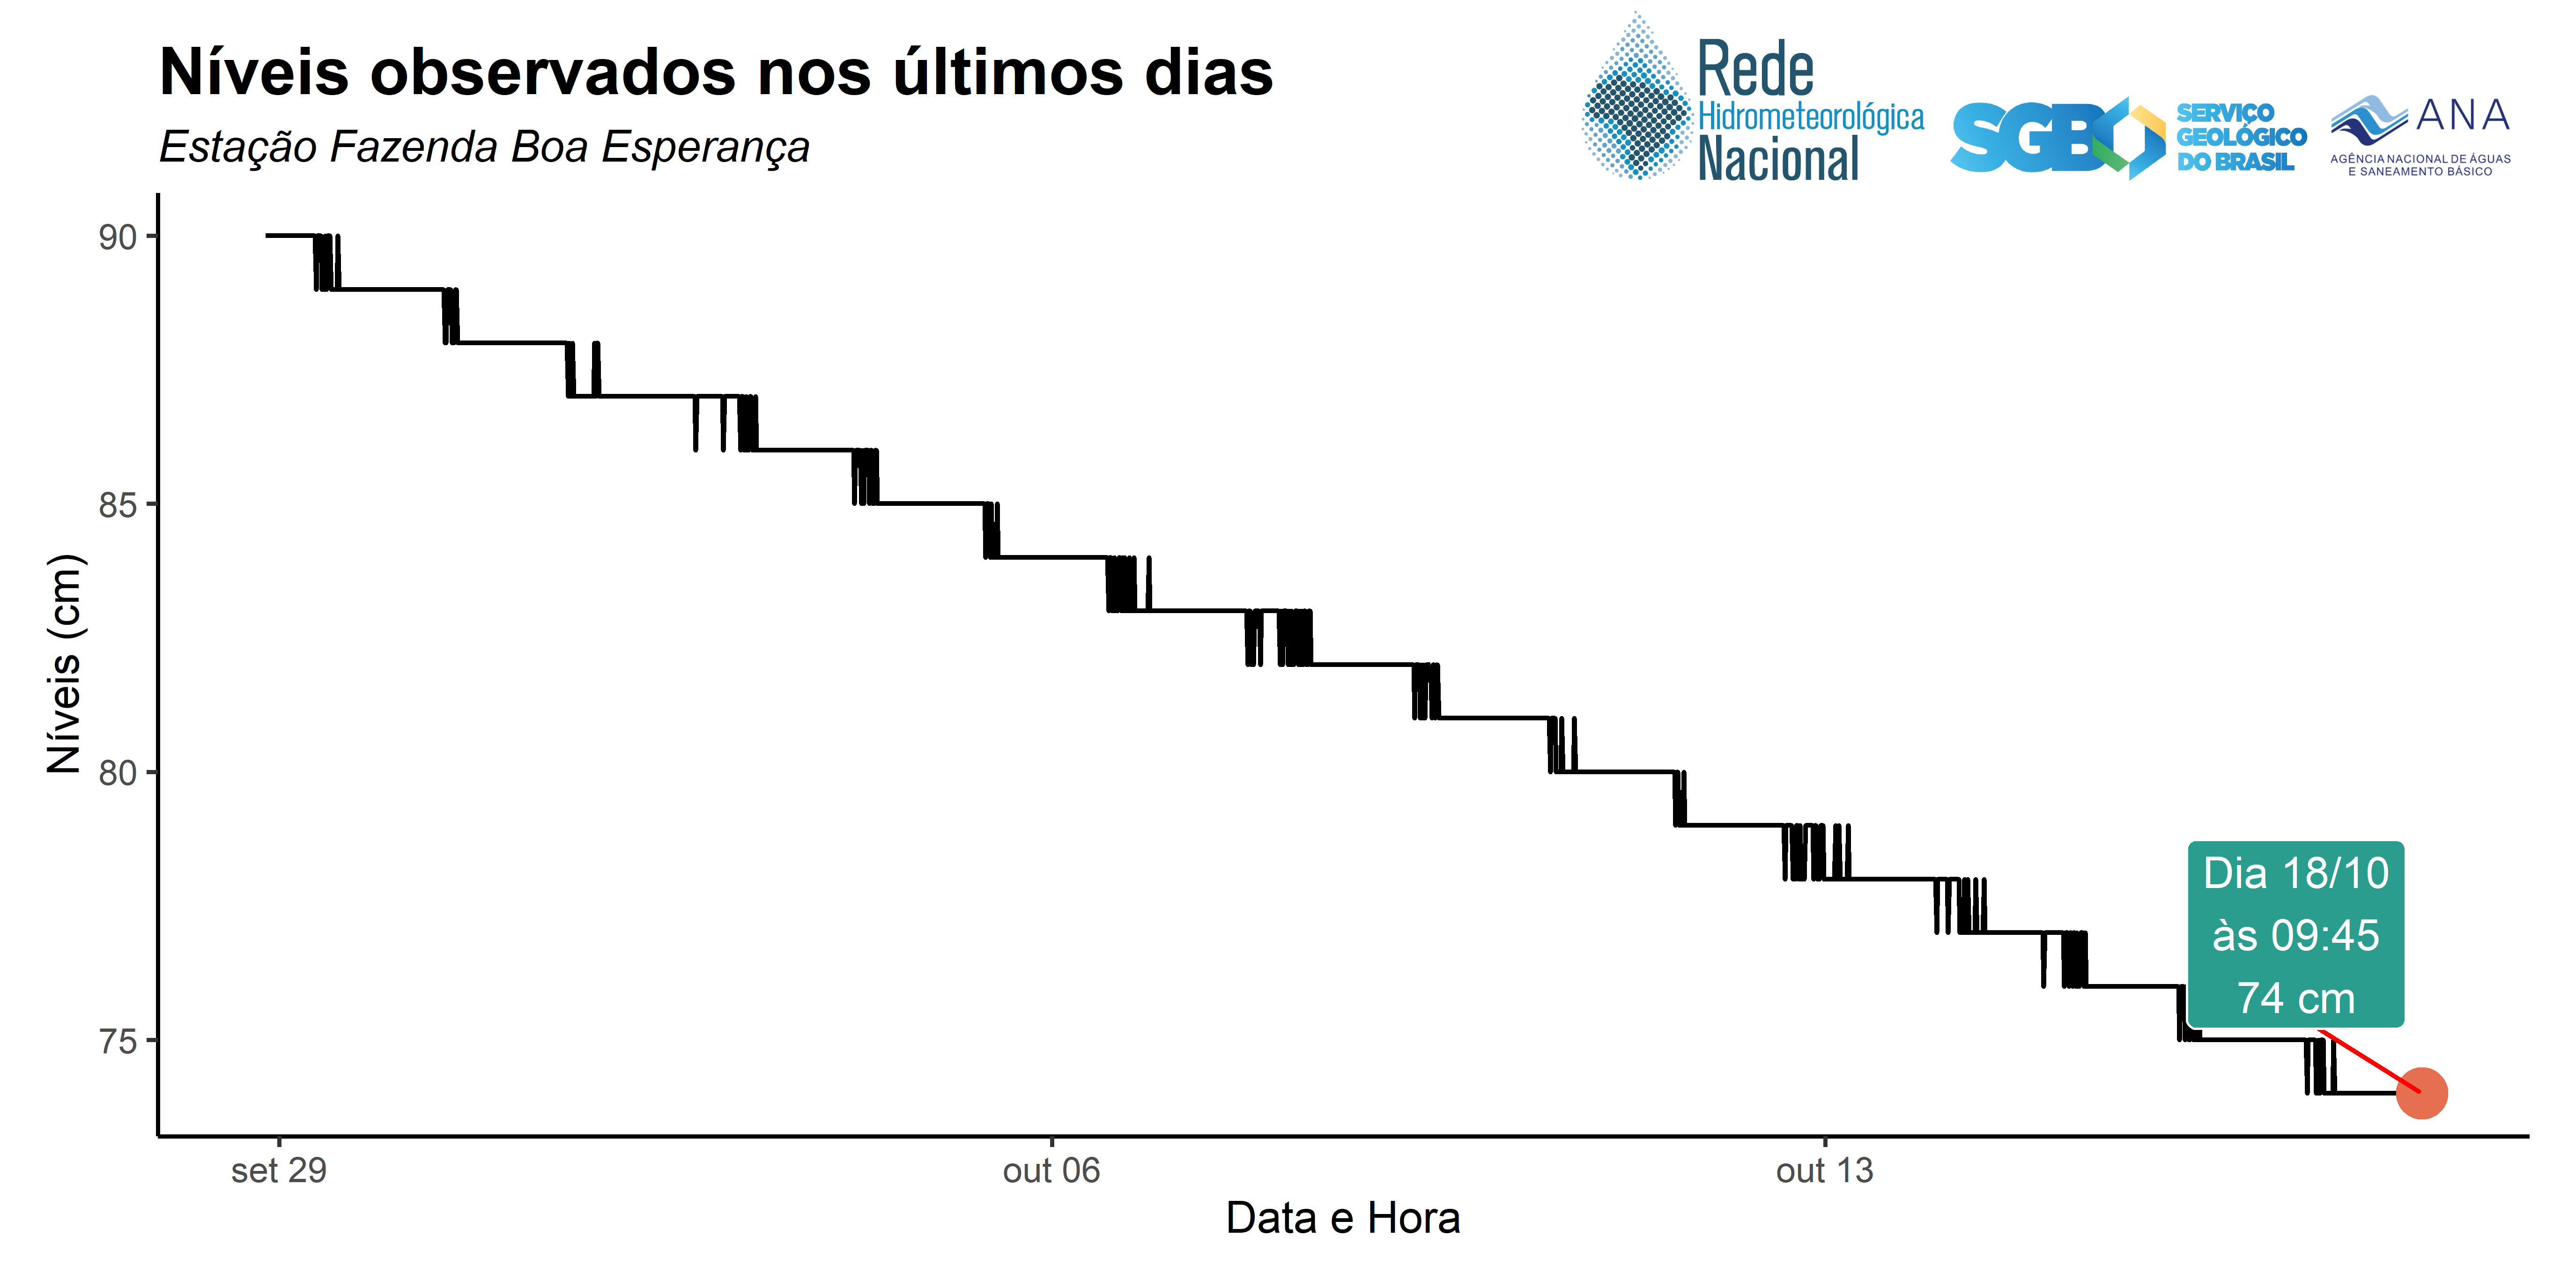 Níveis observados nos últimos dias
Estação Fazenda Boa Esperança
Rede
Hidrometeorológica
Nacional
SGB
SERVIÇO
GEOLÓGICO
DO BRASIL
ANA
AGÊNCIA NACIONAL DE ÁGUAS
E SANEAMENTO BÁSICO
Níveis (cm)
90
85
80
75
Dia 18/10
às 09:45
74 cm
set 29
out 06
out 13
Data e Hora